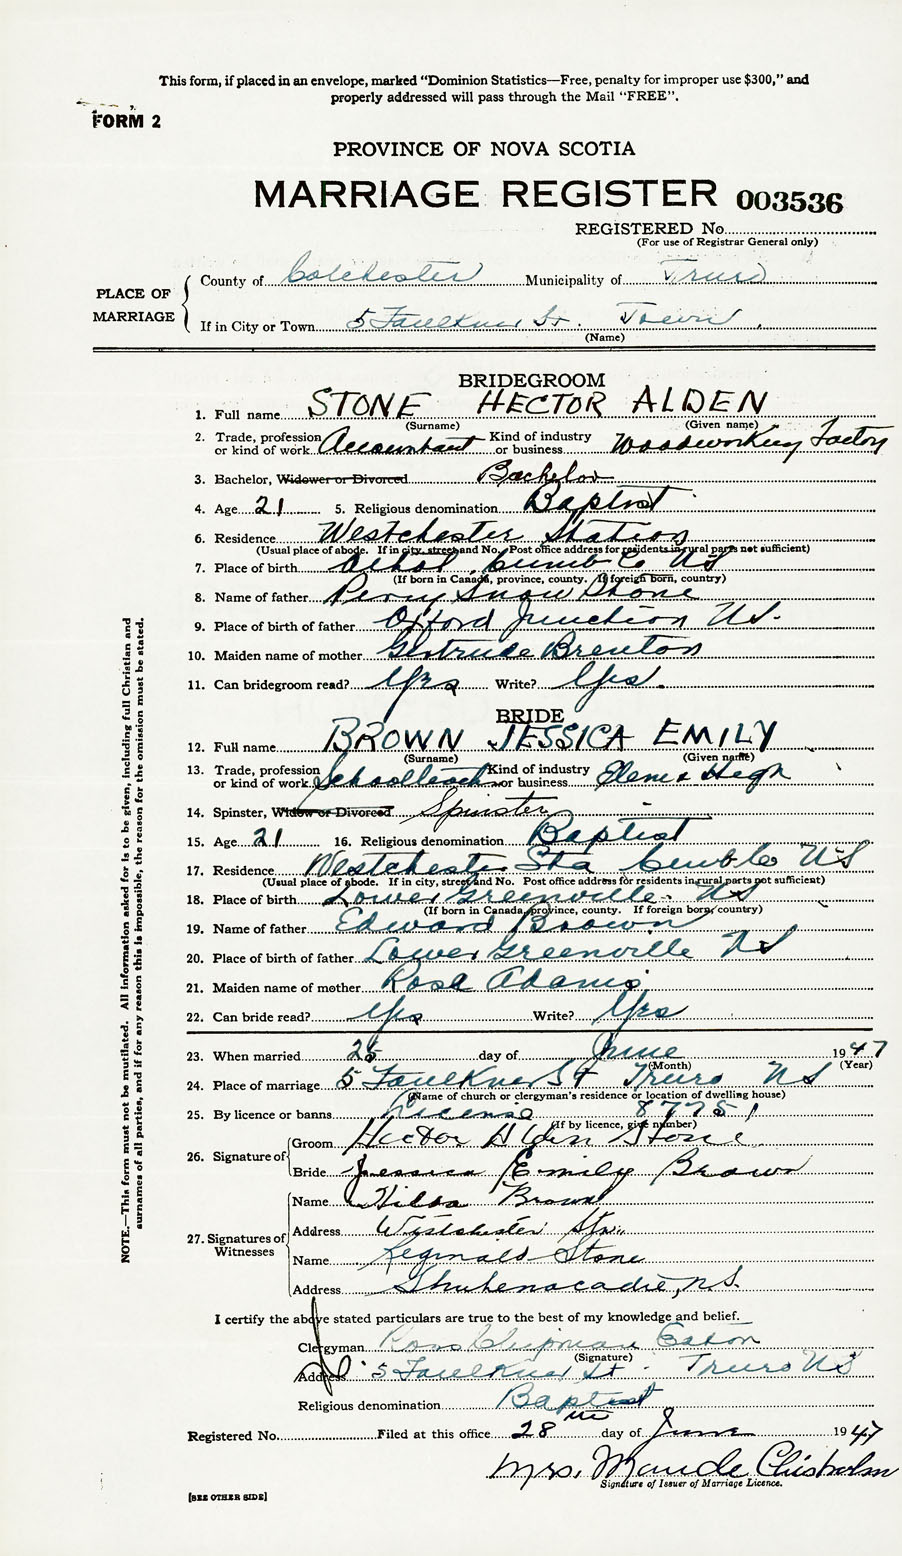 This form, if placed in an envelope, marked "Dominion Statistics—Free, penalty for improper use $300," and
properly addressed will pass through the Mail "FREE".
FORM 2
PROVINCE OF NOVA SCOTIA
MARRIAGE REGISTER 003536
REGISTERED No.
(For use of Registrar General only)
PLACE OF MARRIAGE
County of Colchester Municipality of Truro
If in City or Town 5 Faulkner St. Town
(Name)
BRIDEGROOM
1. Full name STONE HECTOR ALDEN
(Surname) (Given name)
2. Trade, profession or kind of work Accountant Kind of industry or business Woodworking Factory
3. Bachelor, Widower or Divorced Bachelor
4. Age 21 5. Religious denomination Baptist
6. Residence Westchester Station
(Usual place of abode. If in city, street and No. Post office address for residents in rural parts not sufficient)
7. Place of birth Athol, Cumb Co NS
(If born in Canada, province, county. If foreign born, country)
8. Name of father Percy Snow Stone
9. Place of birth of father Oxford Junction NS.
10. Maiden name of mother Gertrude Brenton
11. Can bridegroom read? Yes Write? Yes.
BRIDE
12. Full name BROWN JESSICA EMILY
(Surname) (Given name)
13. Trade, profession or kind of work Schoolteacher Kind of industry or business Elem & High
14. Spinster, Widow or Divorced Spinster
15. Age 21 16. Religious denomination Baptist
17. Residence Westchester Sta Cumb Co NS
(Usual place of abode. If in city, street and No. Post office address for residents in rural parts not sufficient)
18. Place of birth Lower Greenville NS
(If born in Canada, province, county. If foreign born, country)
19. Name of father Edward Brown
20. Place of birth of father Lower Greenville NS
21. Maiden name of mother Rose Adams
22. Can bride read? Yes Write? Yes
23. When married 25 day of June 1947
(Month) (Year)
24. Place of marriage 5 Faulkner St Truro NS
(Name of church or clergyman's residence or location of dwelling house)
25. By licence or banns License 87751
(If by licence, give number)
26. Signature of Groom Hector Alden Stone
Bride Jessica Emily Brown
27. Signatures of Witnesses
Name Hilda Brown
Address Westchester Stn.
Name Reginald Stone
Address Shubenacadie, N.S.
I certify the above stated particulars are true to the best of my knowledge and belief.
Clergyman Ross Chipman Eaton
(Signature)
Address 5 Faulkner St. Truro NS
Religious denomination Baptist
Registered No. Filed at this office 28th day of June 1947
Mrs. Maude Chisholm
Signature of Issuer of Marriage Licence.
[SEE OTHER SIDE]
NOTE.—This form must not be mutilated. All information asked for is to be given, including full Christian and
surnames of all parties, and if for any reason this is impossible, the reason for the omission must be stated.